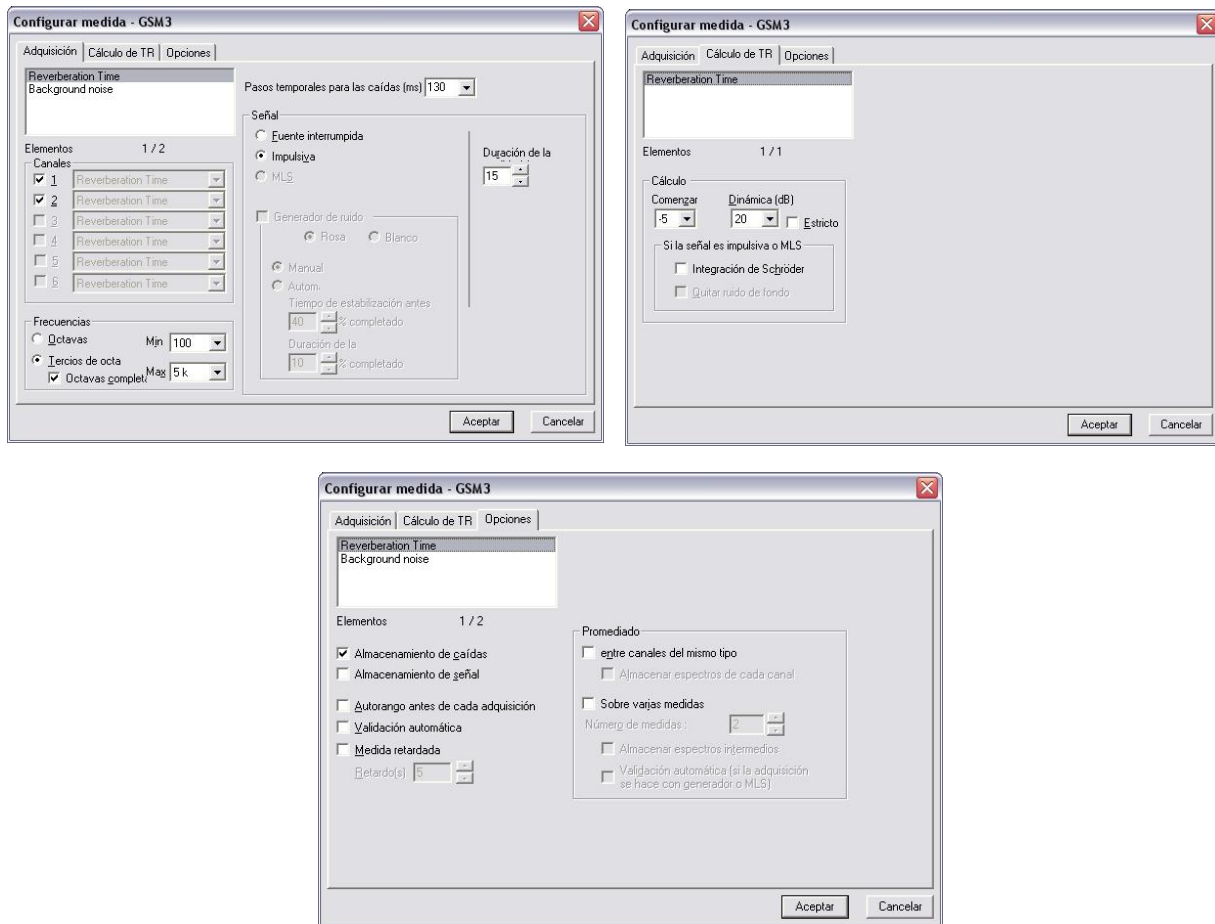 Configurar medida - GSM3
Adquisición Cálculo de TR Opciones
Reverberation Time
Background noise
Elementos 1 / 2
Canales
1 Reverberation Time
2 Reverberation Time
3 Reverberation Time
4 Reverberation Time
5 Reverberation Time
6 Reverberation Time
Frecuencias
Octavas
Tercios de octa
Octavas complet
Min 100
Max 5 k
Pasos temporales para las caídas (ms) 130
Señal
Fuente interrumpida
Impulsiva
MLS
Duración de la
15
Generador de ruido
Rosa Blanco
Manual
Autom.
Tiempo de estabilización antes
40 % completado
Duración de la
10 % completado
Aceptar Cancelar
Configurar medida - GSM3
Adquisición Cálculo de TR Opciones
Reverberation Time
Elementos 1 / 1
Cálculo
Comenzar Dinámica (dB)
-5 20 Estricto
Si la señal es impulsiva o MLS
Integración de Schröder
Quitar ruido de fondo
Aceptar Cancelar
Configurar medida - GSM3
Adquisición Cálculo de TR Opciones
Reverberation Time
Background noise
Elementos 1 / 2
Almacenamiento de caídas
Almacenamiento de señal
Autorango antes de cada adquisición
Validación automática
Medida retardada
Retardo(s) 5
Promediado
entre canales del mismo tipo
Almacenar espectros de cada canal
Sobre varias medidas
Número de medidas : 2
Almacenar espectros intermedios
Validación automática (si la adquisición
se hace con generador o MLS)
Aceptar Cancelar